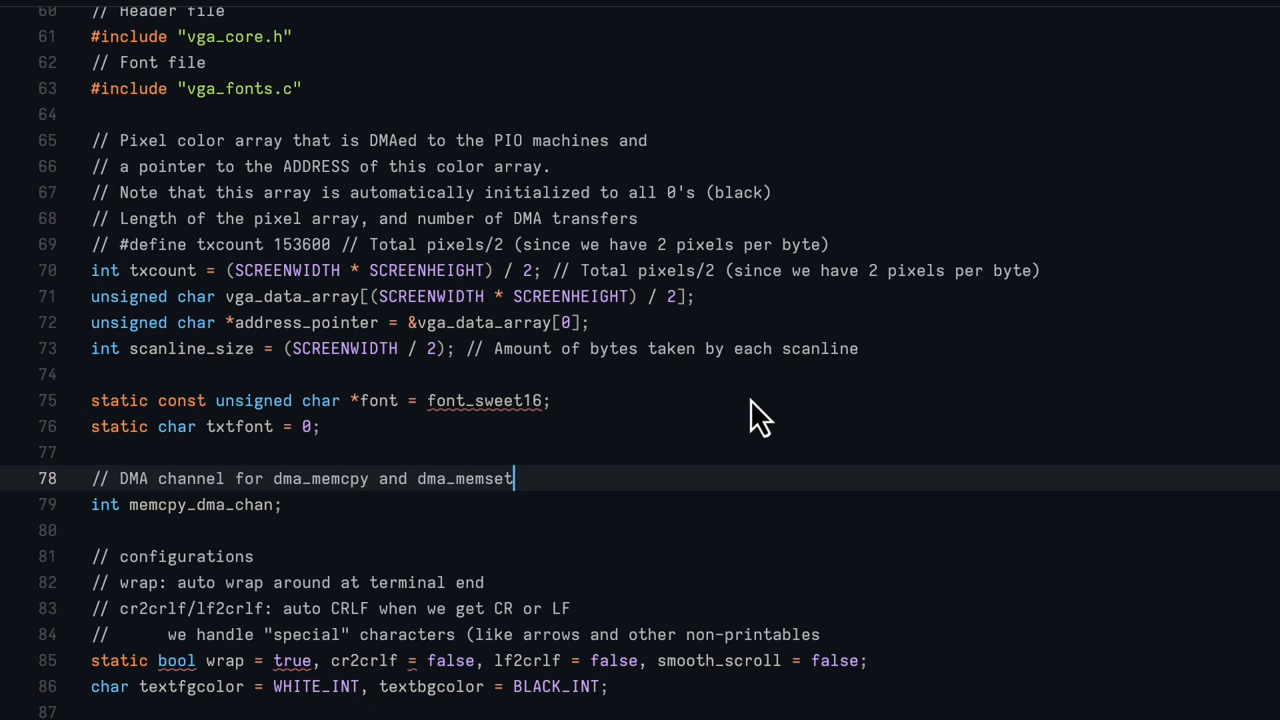 60 // Header file
61 #include "vga_core.h"
62 // Font file
63 #include "vga_fonts.c"
64
65 // Pixel color array that is DMAed to the PIO machines and
66 // a pointer to the ADDRESS of this color array.
67 // Note that this array is automatically initialized to all 0's (black)
68 // Length of the pixel array, and number of DMA transfers
69 // #define txcount 153600 // Total pixels/2 (since we have 2 pixels per byte)
70 int txcount = (SCREENWIDTH * SCREENHEIGHT) / 2; // Total pixels/2 (since we have 2 pixels per byte)
71 unsigned char vga_data_array[(SCREENWIDTH * SCREENHEIGHT) / 2];
72 unsigned char *address_pointer = &vga_data_array[0];
73 int scanline_size = (SCREENWIDTH / 2); // Amount of bytes taken by each scanline
74
75 static const unsigned char *font = font_sweet16;
76 static char txtfont = 0;
77
78 // DMA channel for dma_memcpy and dma_memset
79 int memcpy_dma_chan;
80
81 // configurations
82 // wrap: auto wrap around at terminal end
83 // cr2crlf/lf2crlf: auto CRLF when we get CR or LF
84 //      we handle "special" characters (like arrows and other non-printables
85 static bool wrap = true, cr2crlf = false, lf2crlf = false, smooth_scroll = false;
86 char textfgcolor = WHITE_INT, textbgcolor = BLACK_INT;
87